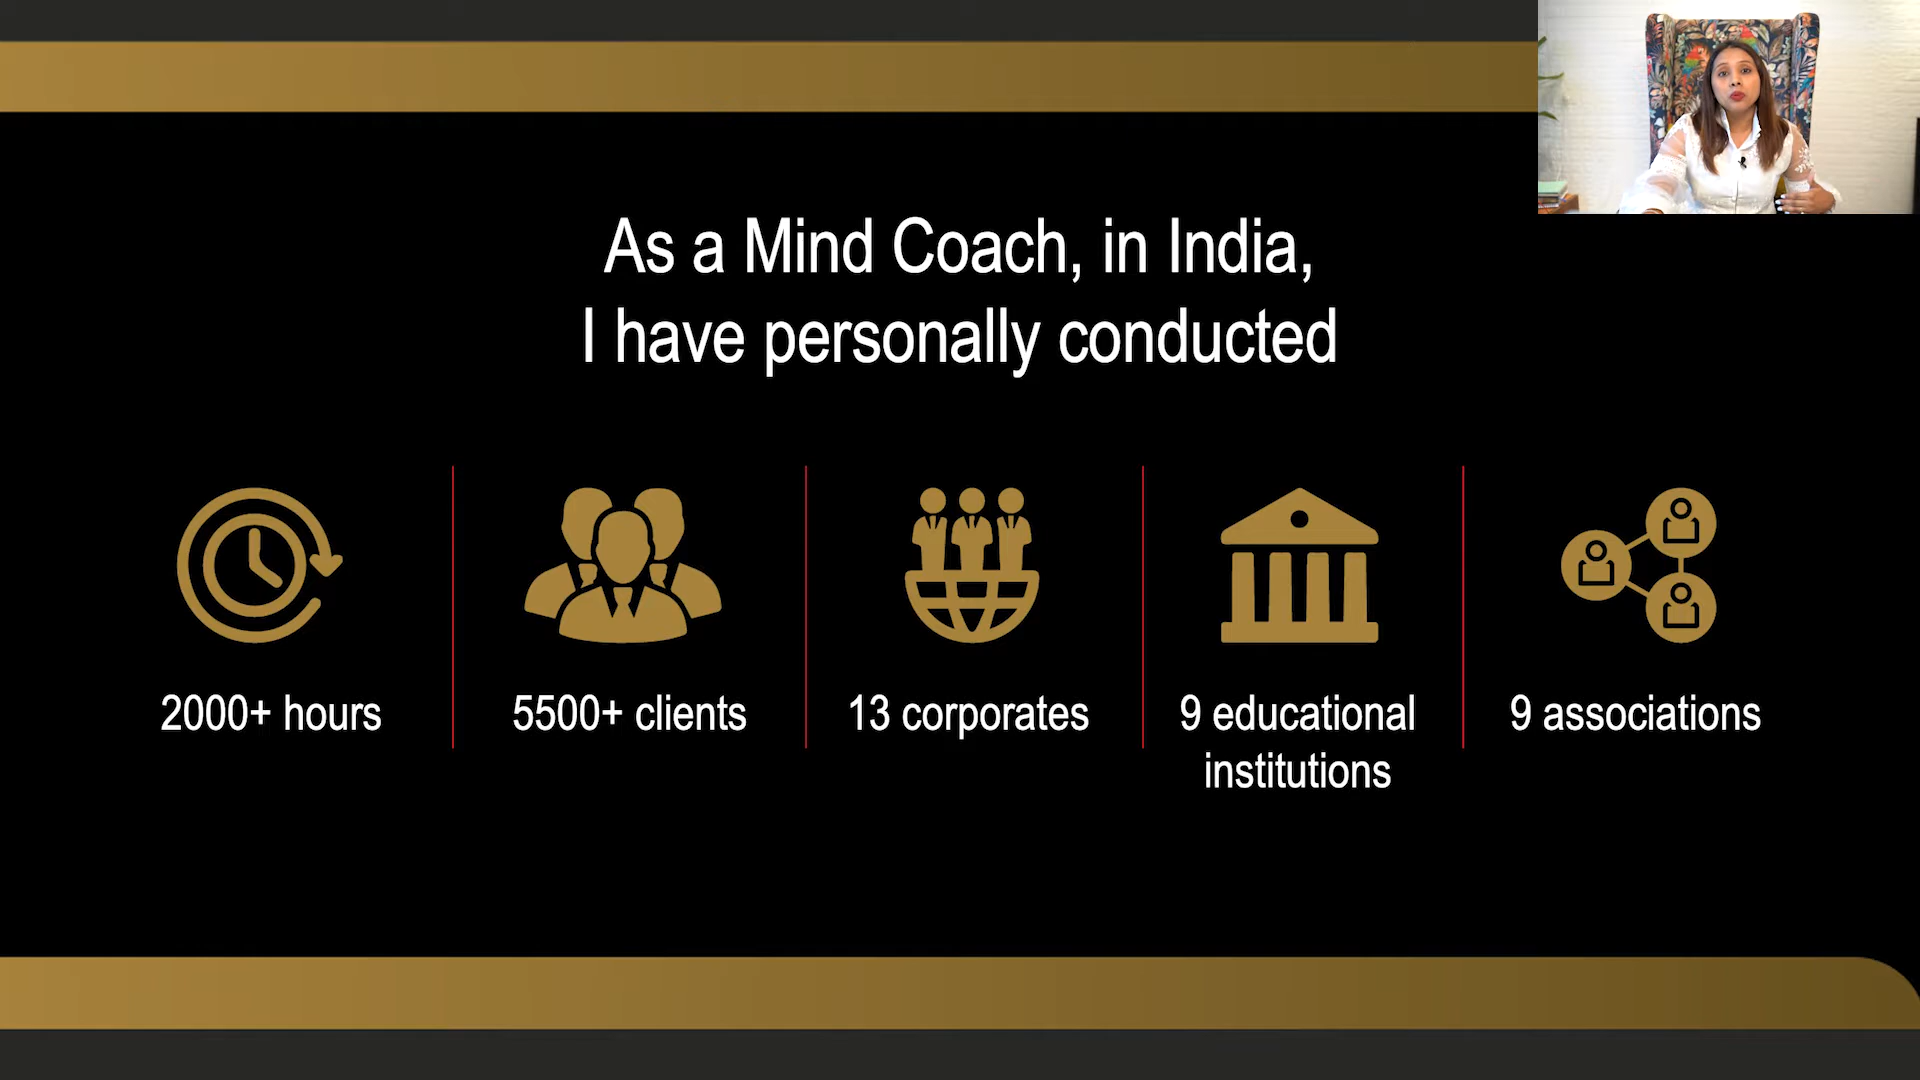 As a Mind Coach, in India,
I have personally conducted
2000+ hours
5500+ clients
13 corporates
9 educational
institutions
9 associations